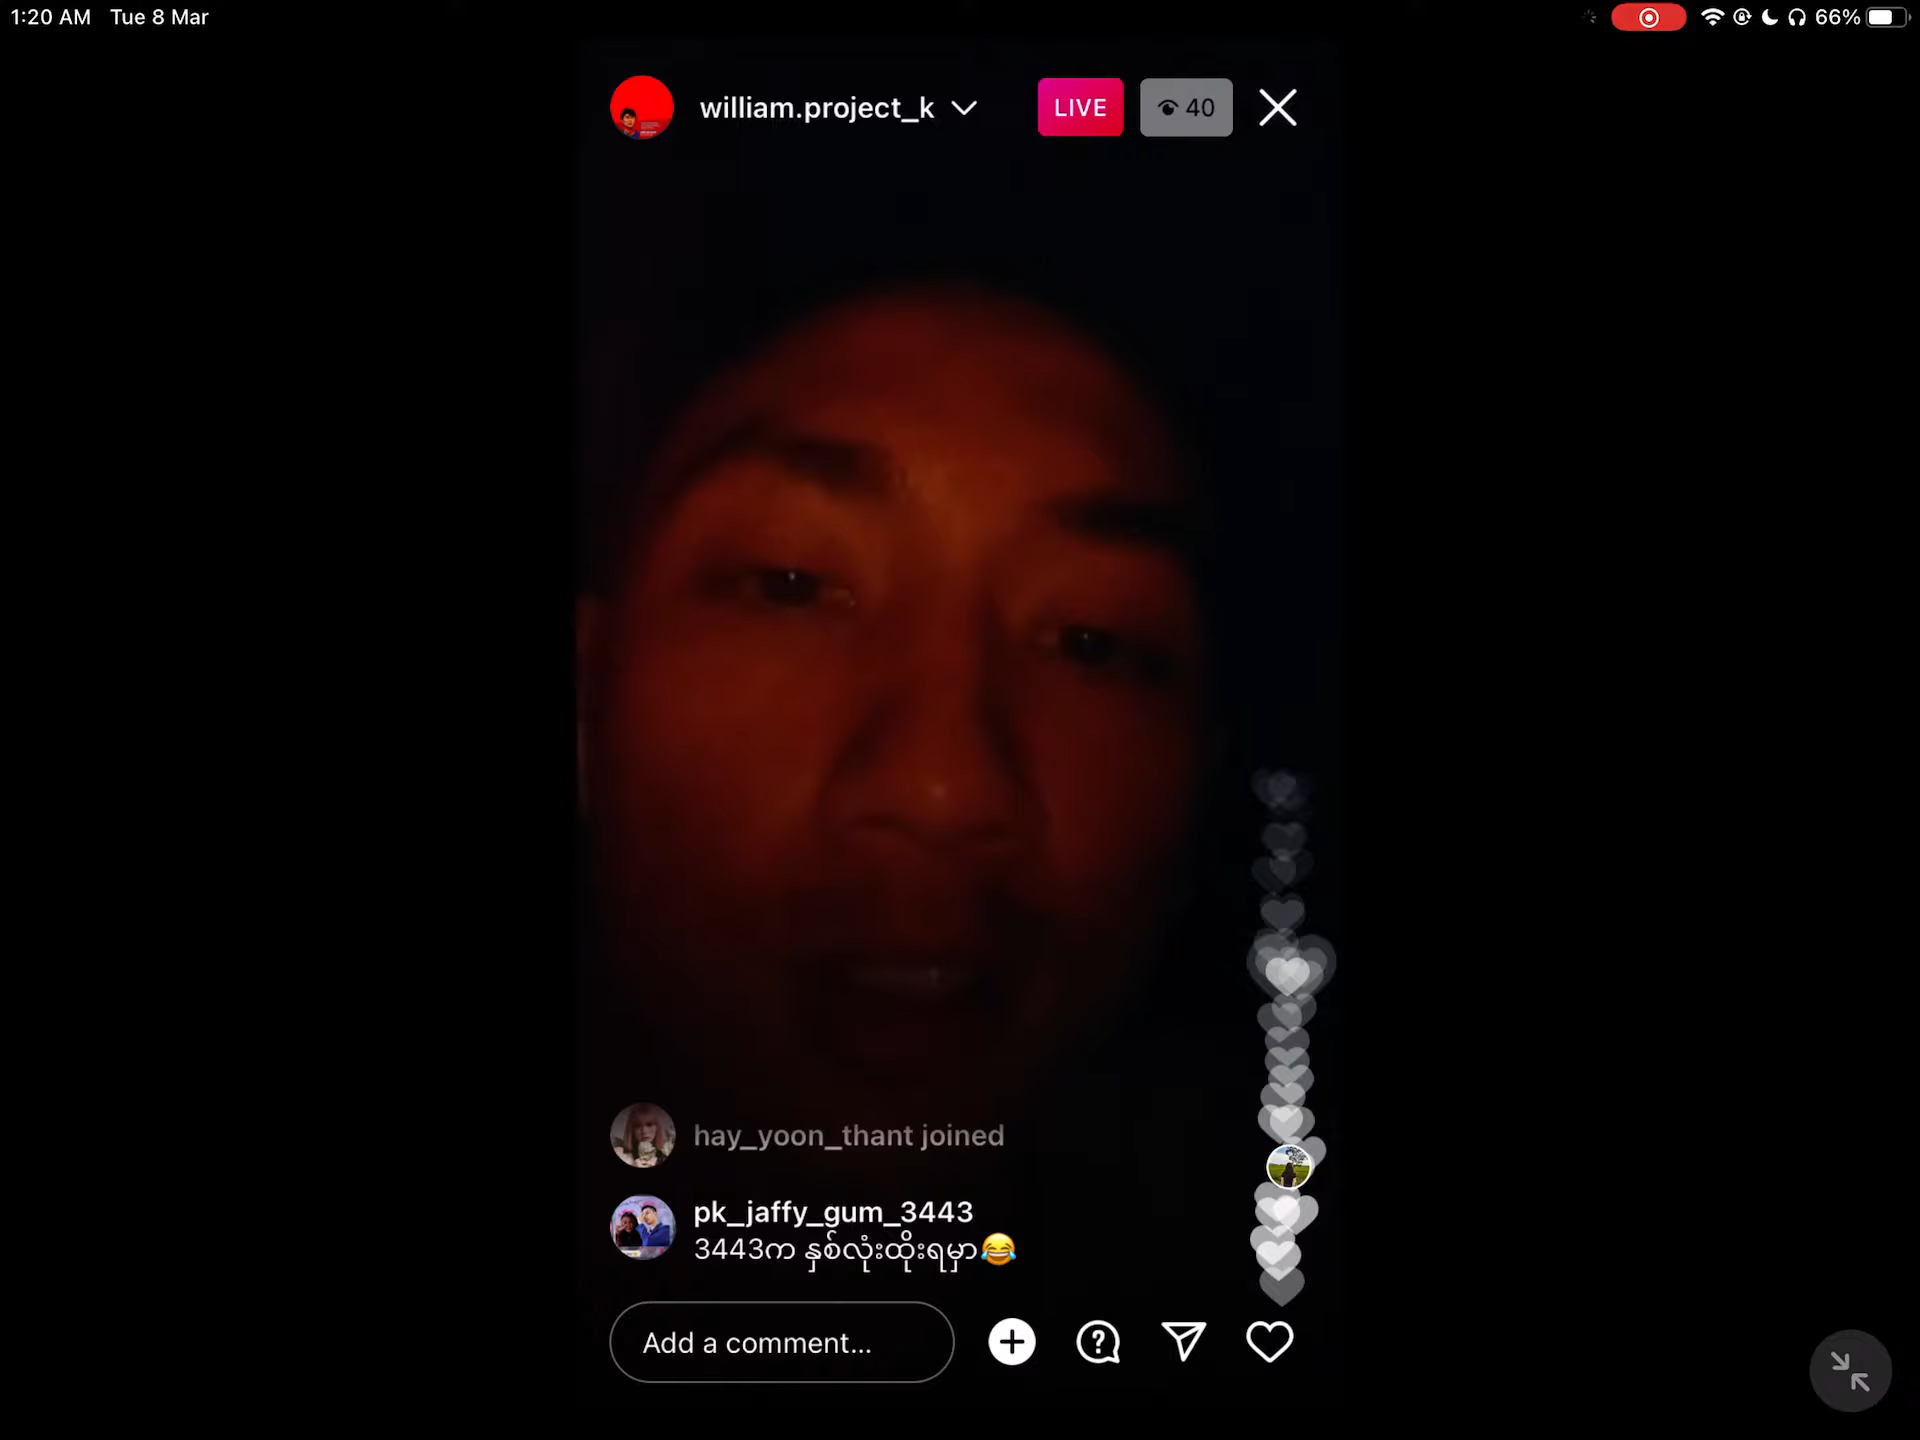 1:20 AM Tue 8 Mar
66%
william.project_k
LIVE
40
hay_yoon_thant joined
pk_jaffy_gum_3443
3443က နှစ်လုံးထိုးရမှာ😂
Add a comment...